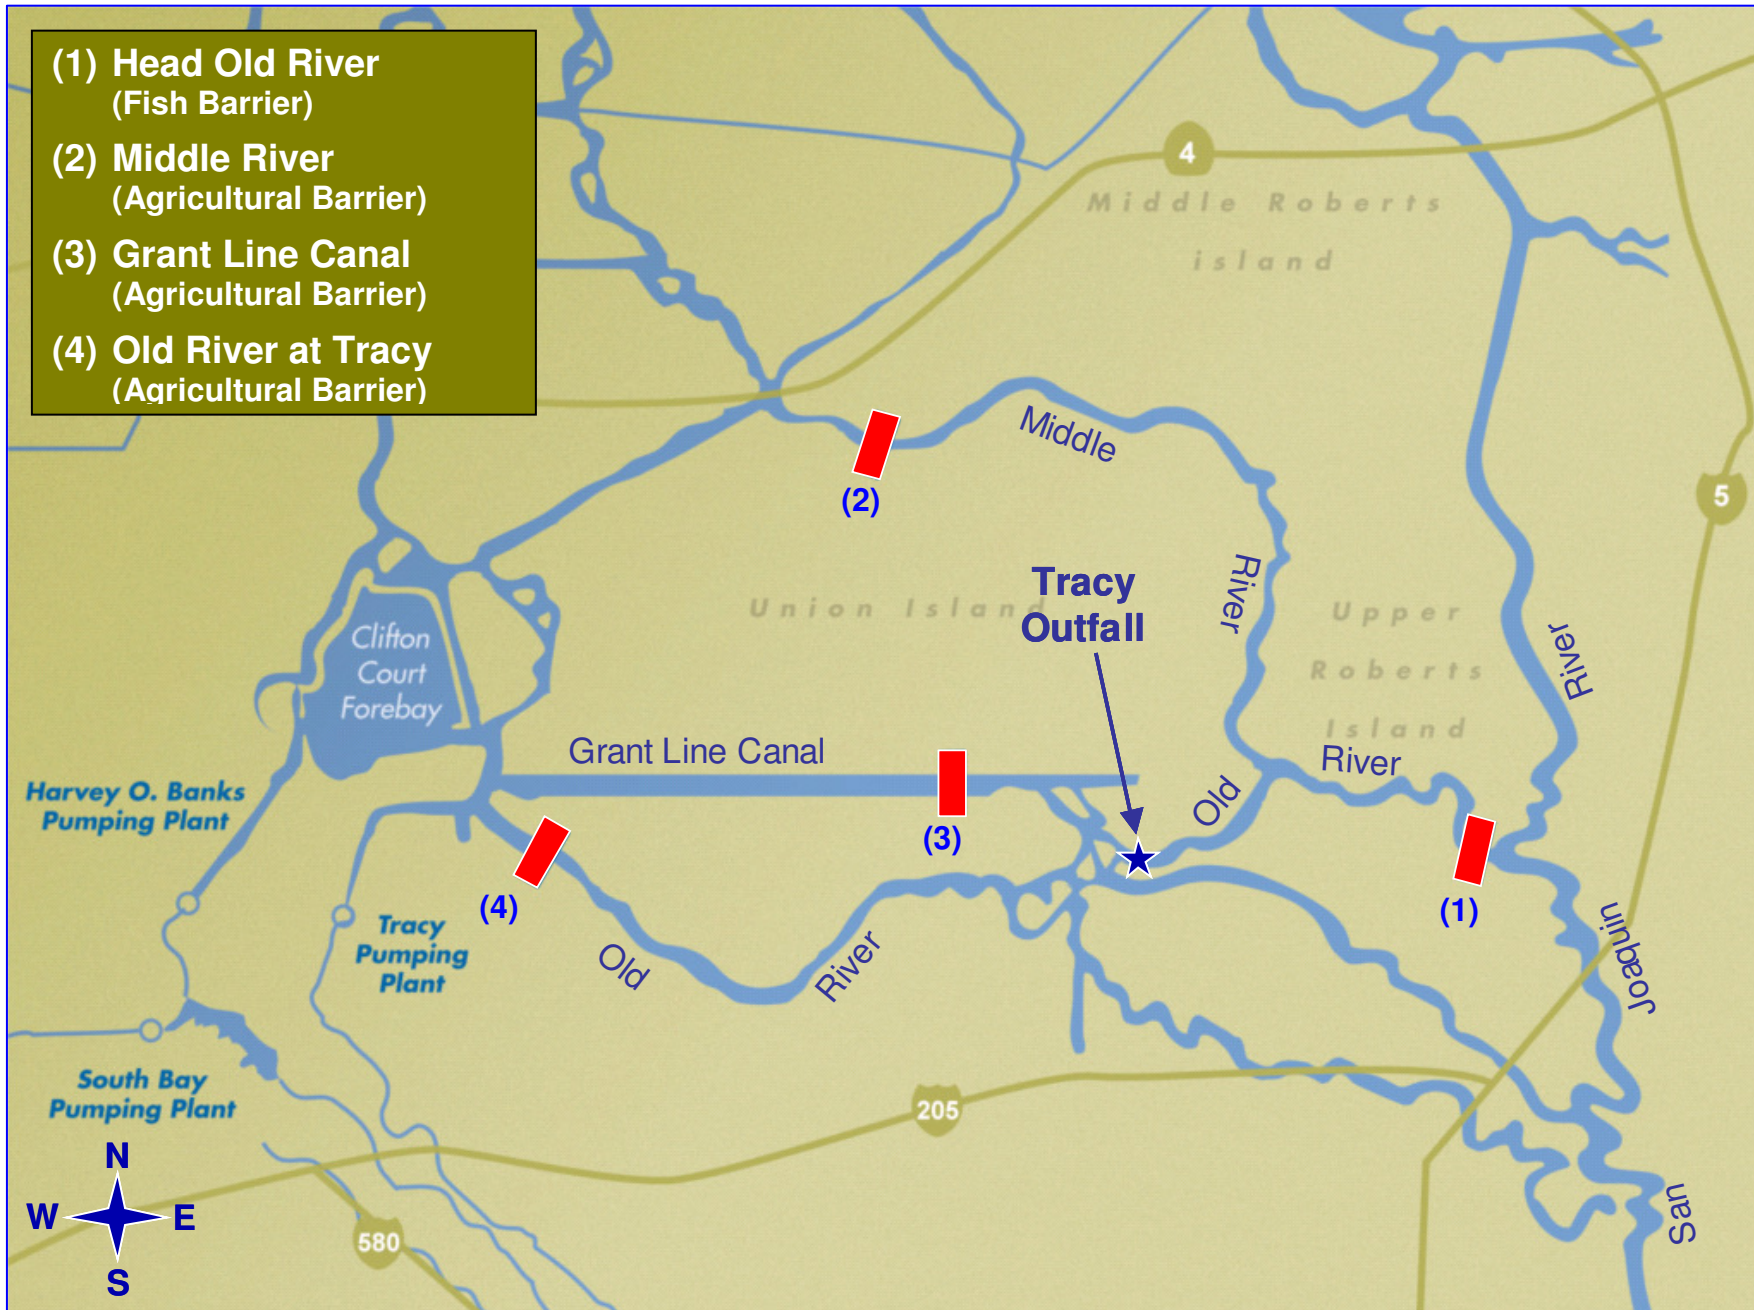 (1) Head Old River
(Fish Barrier)
(2) Middle River
(Agricultural Barrier)
(3) Grant Line Canal
(Agricultural Barrier)
(4) Old River at Tracy
(Agricultural Barrier)
4
Middle Roberts
island
Middle
(2)
5
River
Tracy
Outfall
Union Island
Upper
Roberts
Island
River
Clifton
Court
Forebay
Grant Line Canal
River
Old
Harvey O. Banks
Pumping Plant
(3)
(4)
(1)
Tracy
Pumping
Plant
Old
River
Joaquin
South Bay
Pumping Plant
205
San
N
W E
S
580